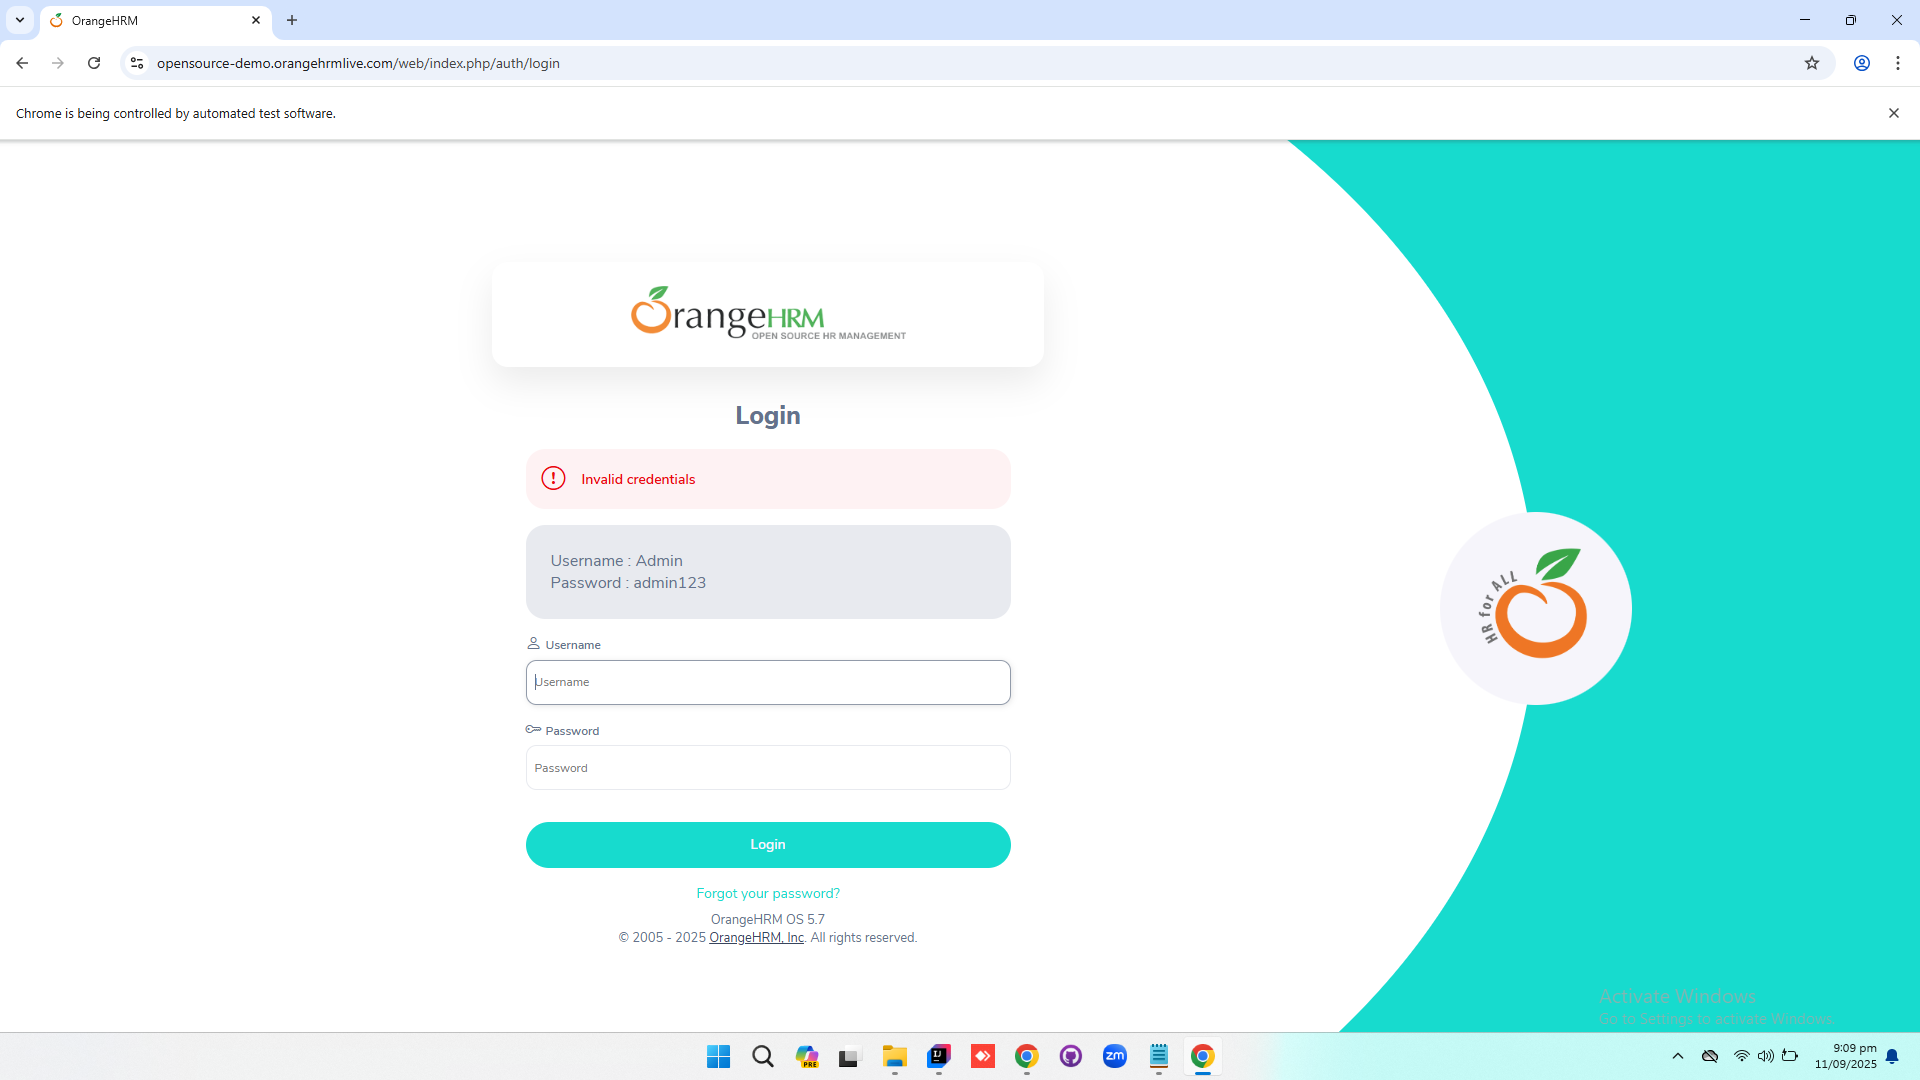 OrangeHRM
opensource-demo.orangehrmlive.com/web/index.php/auth/login
Chrome is being controlled by automated test software.
OrangeHRM
OPEN SOURCE HR MANAGEMENT
Login
Invalid credentials
Username : Admin
Password : admin123
Username
Username
Password
Password
Login
Forgot your password?
OrangeHRM OS 5.7
© 2005 - 2025 OrangeHRM, Inc. All rights reserved.
HR for ALL
Activate Windows
Go to Settings to activate Windows.
PRE
IJ
zm
9:09 pm
11/09/2025